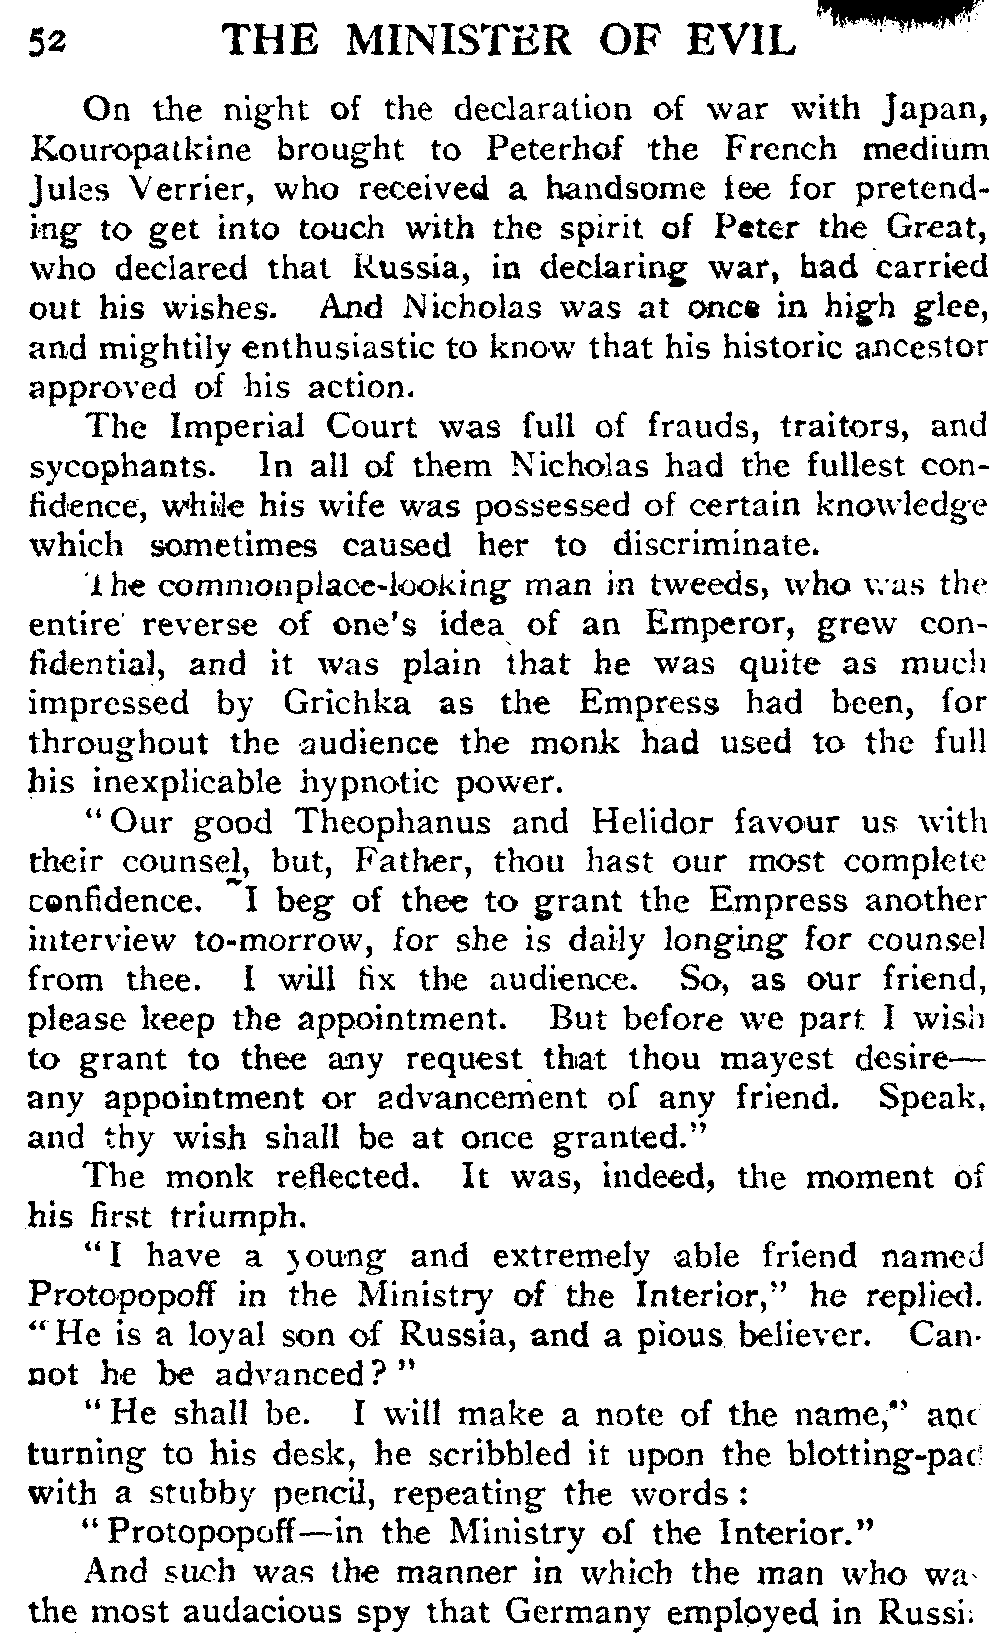 52 THE MINISTER OF EVIL
On the night of the declaration of war with Japan,
Kouropatkine brought to Peterhof the French medium
Jules Verrier, who received a handsome fee for pretend-
ing to get into touch with the spirit of Peter the Great,
who declared that Russia, in declaring war, had carried
out his wishes. And Nicholas was at once in high glee,
and mightily enthusiastic to know that his historic ancestor
approved of his action.
The Imperial Court was full of frauds, traitors, and
sycophants. In all of them Nicholas had the fullest con-
fidence, while his wife was possessed of certain knowledge
which sometimes caused her to discriminate.
The commonplace-looking man in tweeds, who was the
entire reverse of one's idea of an Emperor, grew con-
fidential, and it was plain that he was quite as much
impressed by Grichka as the Empress had been, for
throughout the audience the monk had used to the full
his inexplicable hypnotic power.
"Our good Theophanus and Helidor favour us with
their counsel, but, Father, thou hast our most complete
confidence. I beg of thee to grant the Empress another
interview to-morrow, for she is daily longing for counsel
from thee. I will fix the audience. So, as our friend,
please keep the appointment. But before we part I wish
to grant to thee any request that thou mayest desire—
any appointment or advancement of any friend. Speak,
and thy wish shall be at once granted."
The monk reflected. It was, indeed, the moment of
his first triumph.
"I have a young and extremely able friend named
Protopopoff in the Ministry of the Interior," he replied.
"He is a loyal son of Russia, and a pious believer. Can-
not he be advanced?"
"He shall be. I will make a note of the name," and
turning to his desk, he scribbled it upon the blotting-pad
with a stubby pencil, repeating the words:
"Protopopoff—in the Ministry of the Interior."
And such was the manner in which the man who was
the most audacious spy that Germany employed in Russia